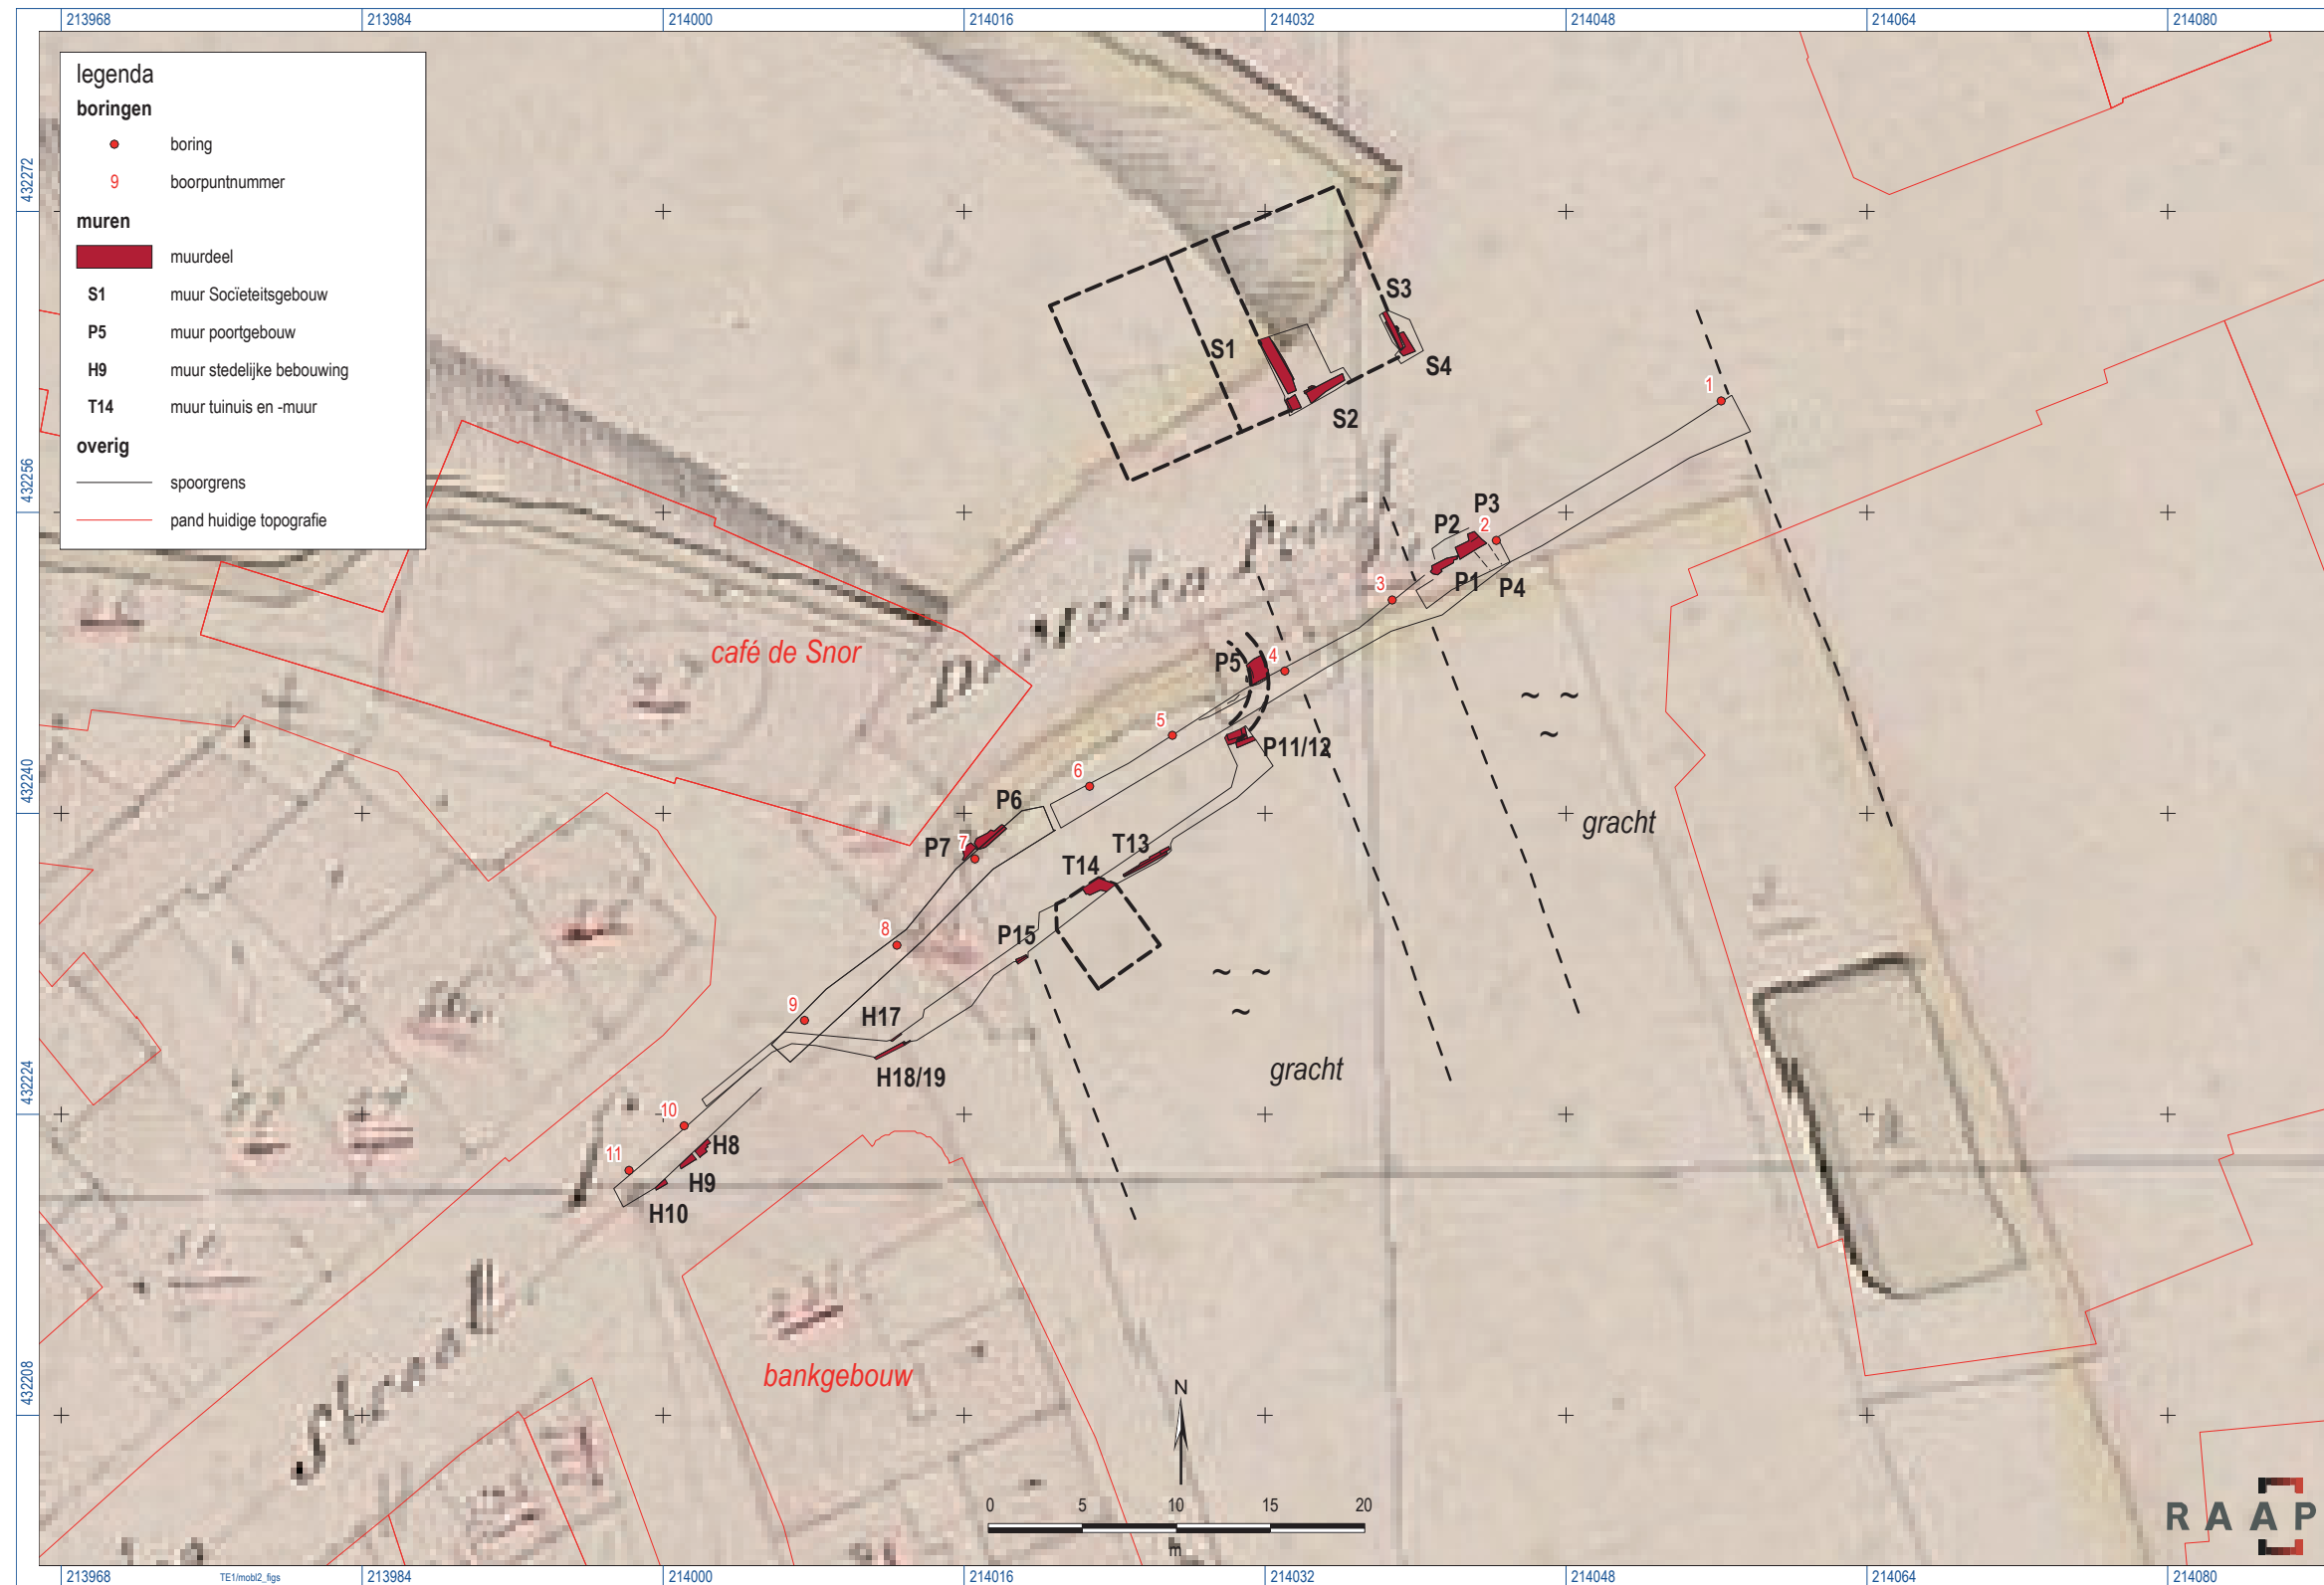 213968
213984
214000
214016
214032
214048
214064
214080
432272
432256
432240
432224
432208
legenda
boringen
boring
9 boorpuntnummer
muren
muurdeel
S1 muur Socïeteitsgebouw
P5 muur poortgebouw
H9 muur stedelijke bebouwing
T14 muur tuinuis en -muur
overig
spoorgrens
pand huidige topografie
S3
S1
S4
S2
1
P3
P2
2
P1
P4
3
café de Snor
P5
4
5
P11/12
6
P6
7
P7
T13
T14
gracht
8
P15
9
H17
gracht
H18/19
10
H8
11
H9
H10
Straat
bankgebouw
N
0 5 10 15 20
m
RAAP
213968
TE1/mobl2_figs
213984
214000
214016
214032
214048
214064
214080